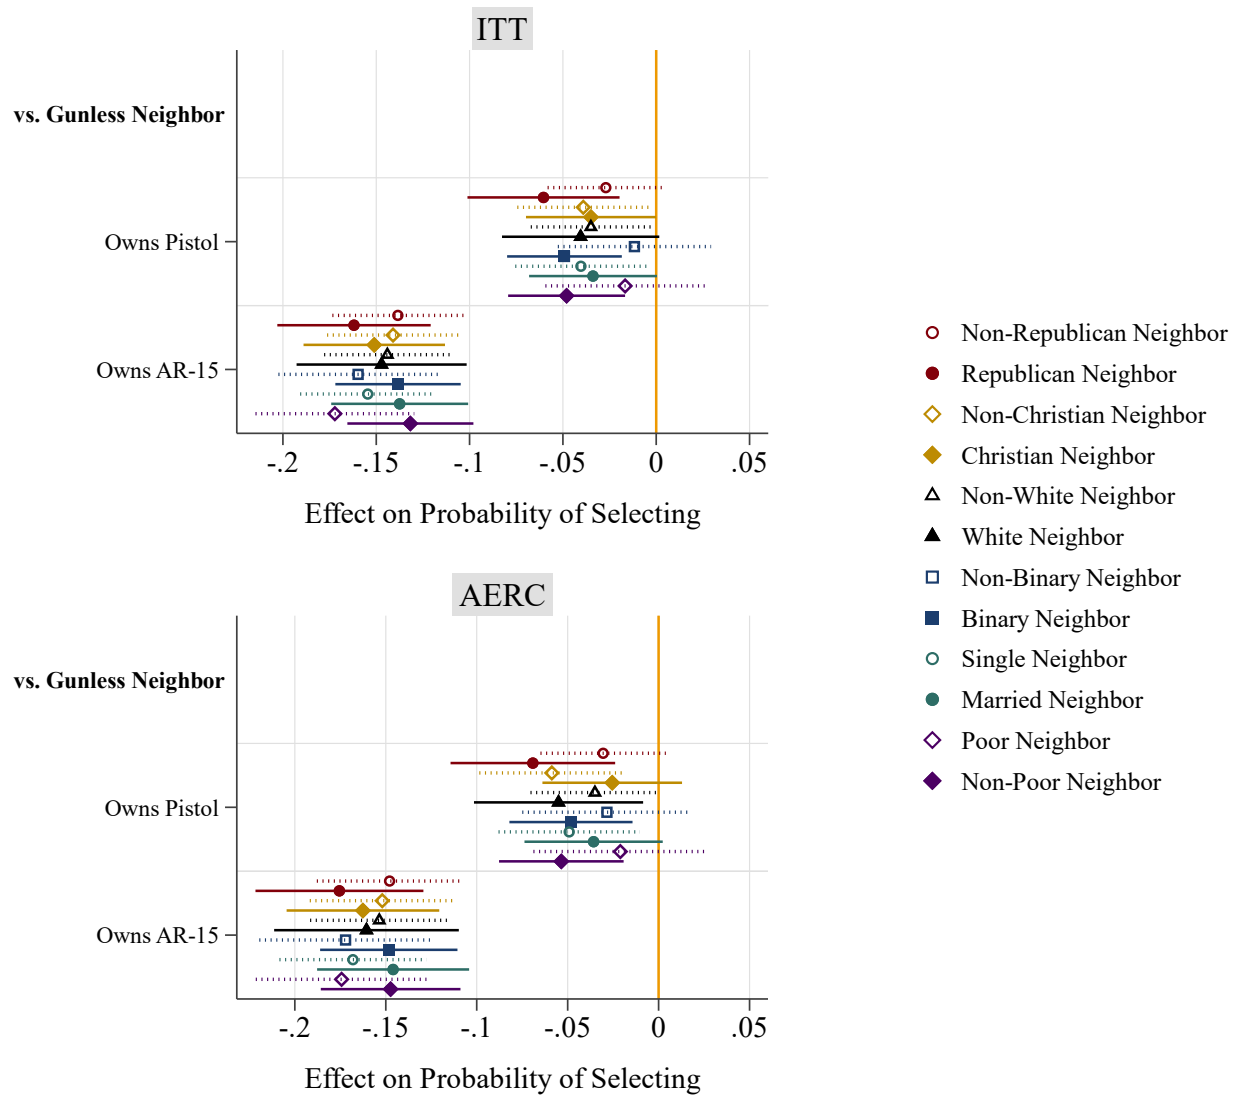 ITT
vs. Gunless Neighbor
Owns Pistol
Owns AR-15
-.2 -.15 -.1 -.05 0 .05
Effect on Probability of Selecting
AERC
vs. Gunless Neighbor
Owns Pistol
Owns AR-15
-.2 -.15 -.1 -.05 0 .05
Effect on Probability of Selecting
Non-Republican Neighbor
Republican Neighbor
Non-Christian Neighbor
Christian Neighbor
Non-White Neighbor
White Neighbor
Non-Binary Neighbor
Binary Neighbor
Single Neighbor
Married Neighbor
Poor Neighbor
Non-Poor Neighbor